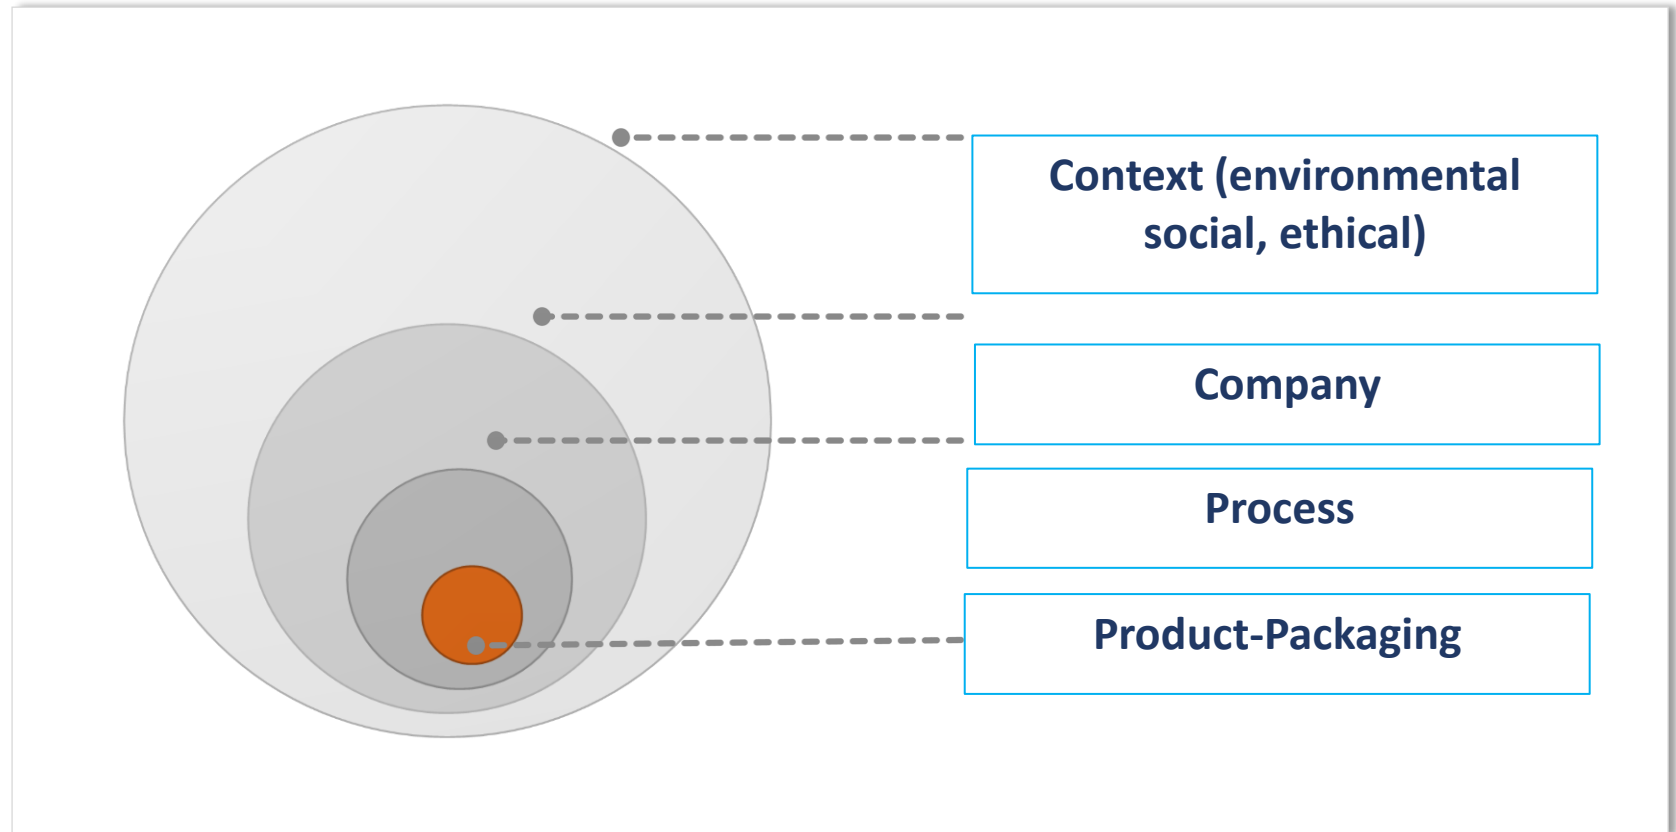 Context (environmental
social, ethical)
Company
Process
Product-Packaging